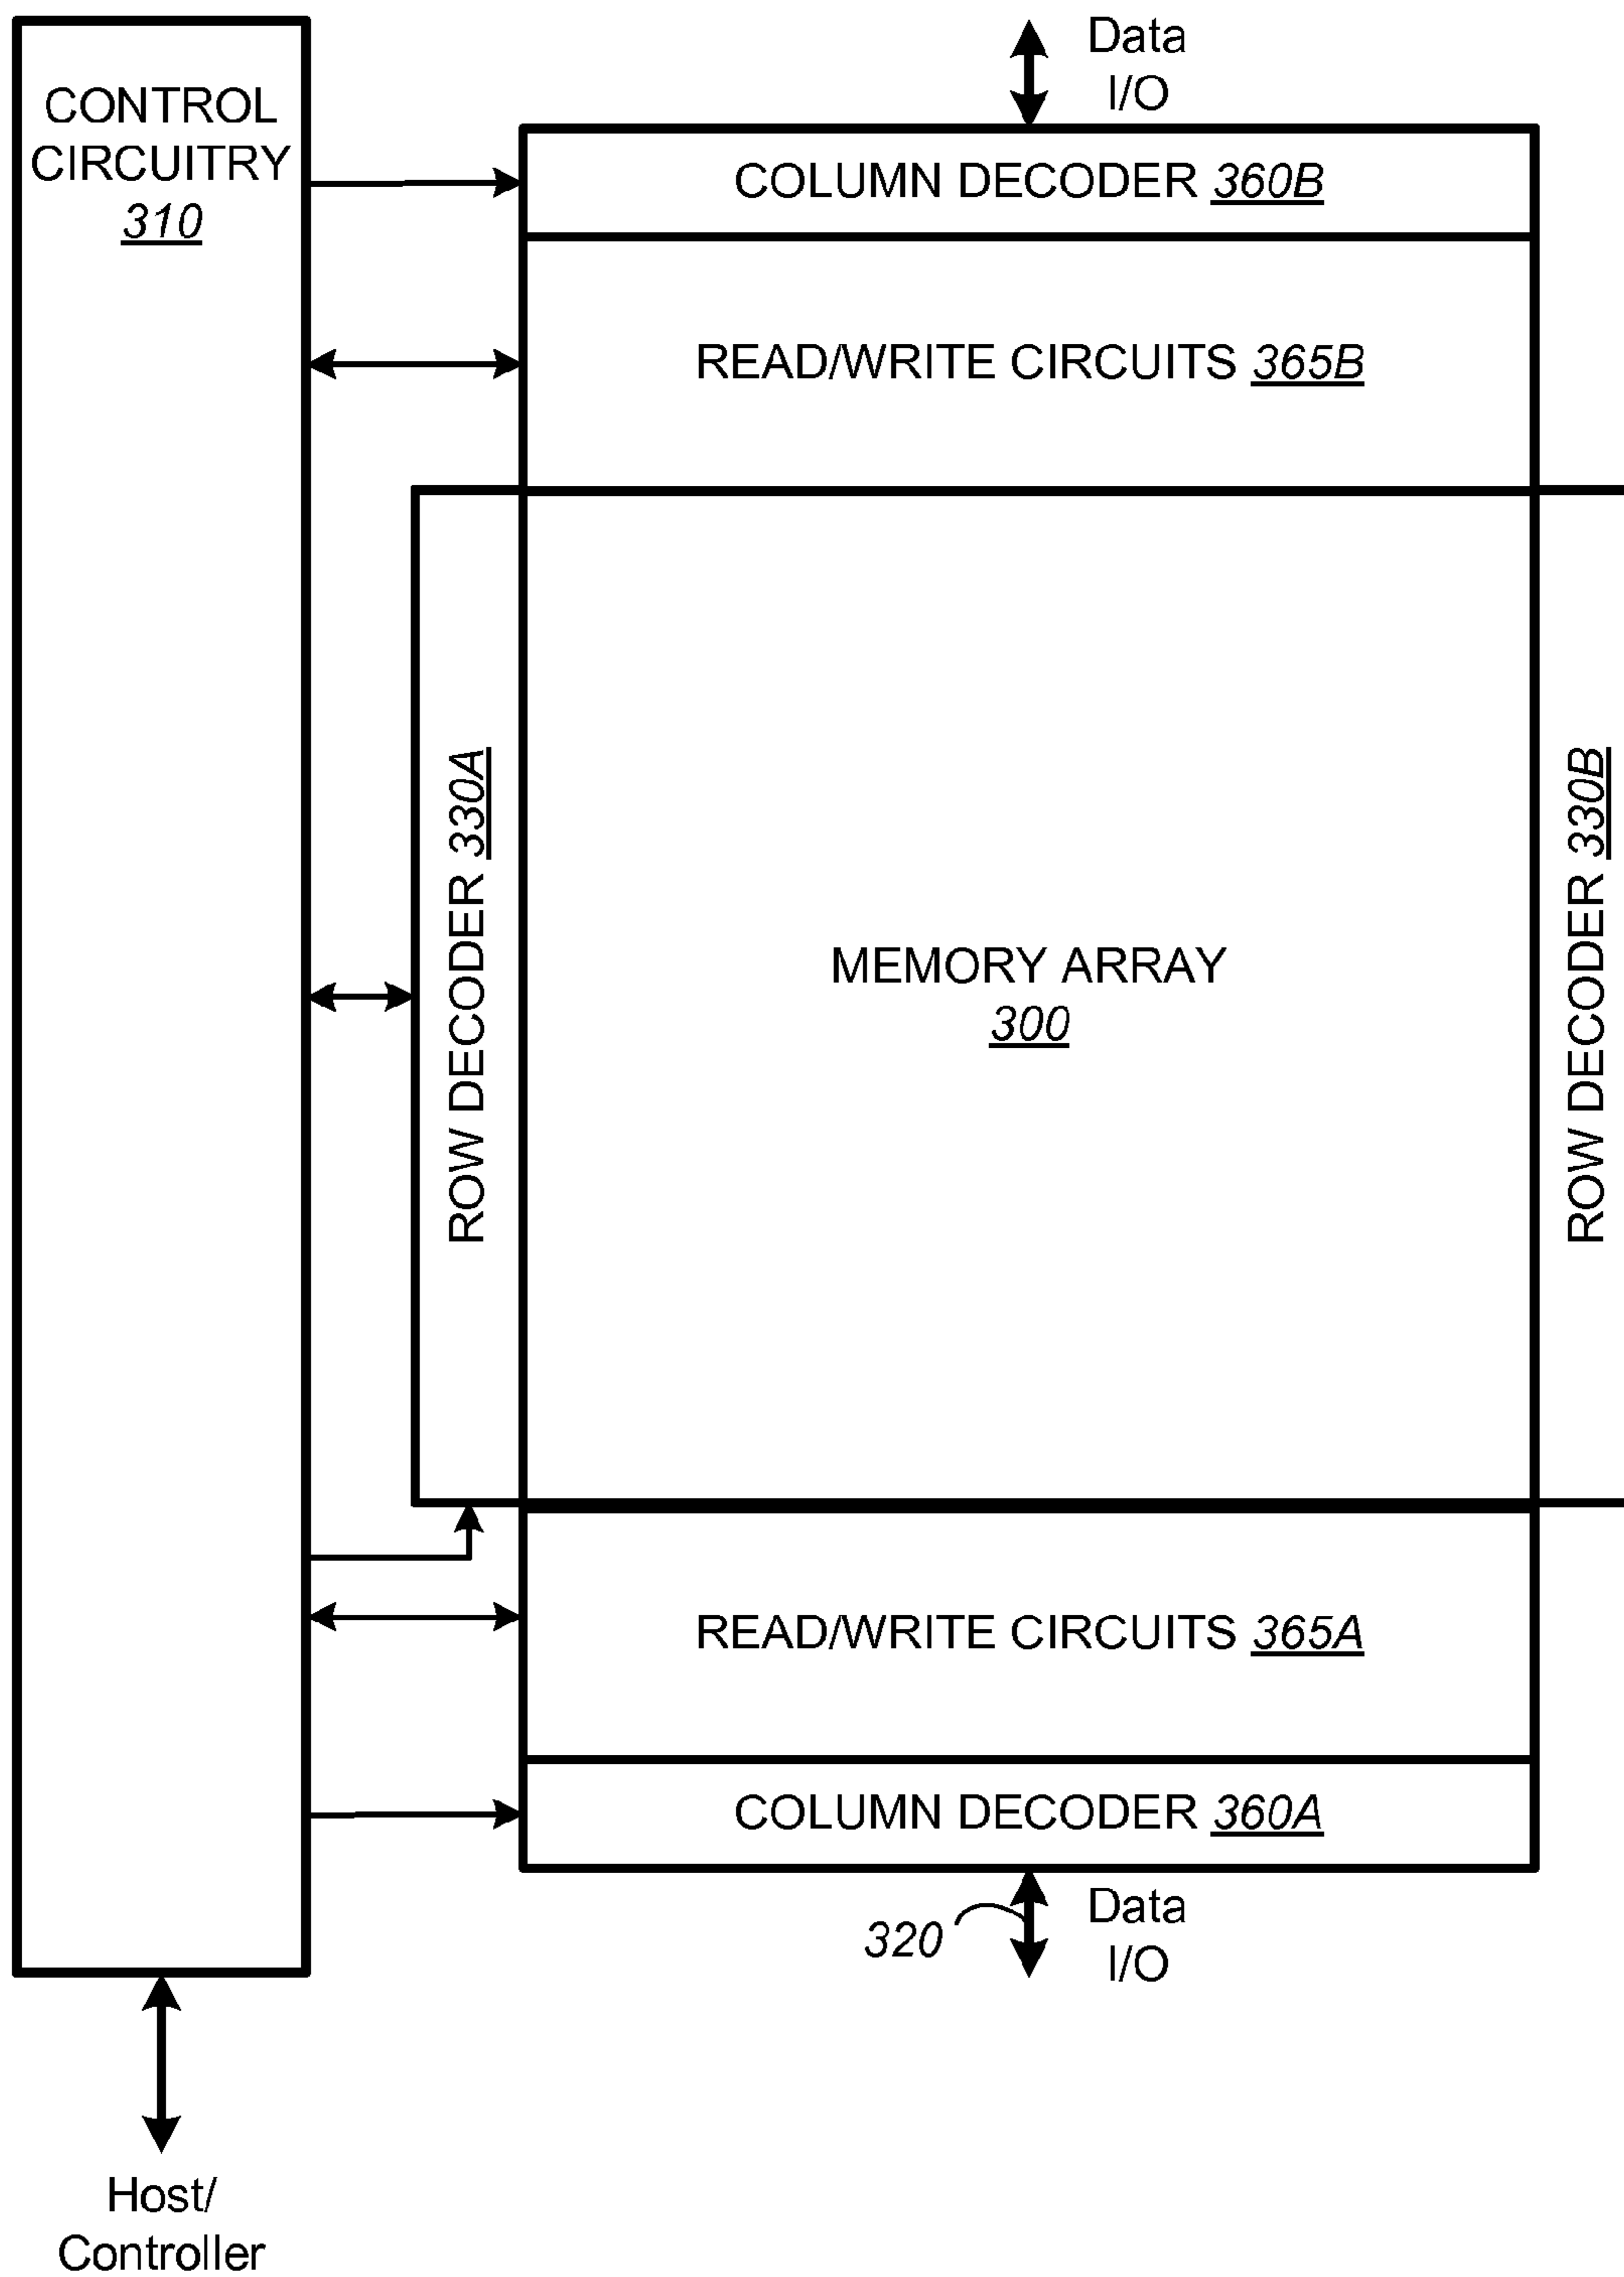 Data
I/O
CONTROL
CIRCUITRY
310
COLUMN DECODER 360B
READ/WRITE CIRCUITS 365B
ROW DECODER 330A
MEMORY ARRAY
300
ROW DECODER 330B
READ/WRITE CIRCUITS 365A
COLUMN DECODER 360A
320
Data
I/O
Host/
Controller